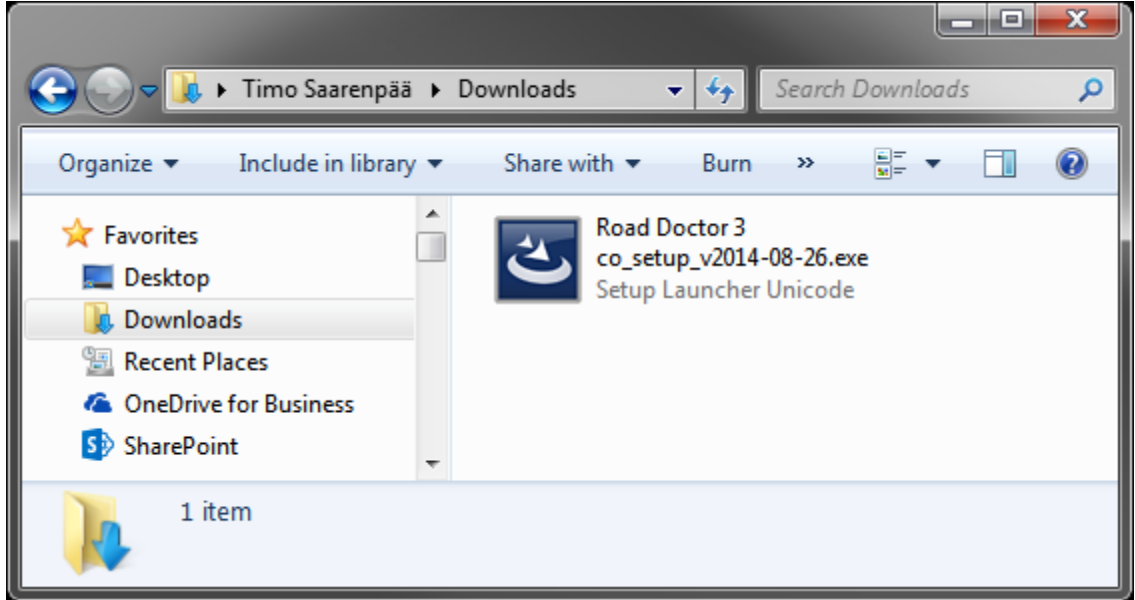 Timo Saarenpää Downloads
Search Downloads
Organize Include in library Share with Burn »
Favorites
Desktop
Downloads
Recent Places
OneDrive for Business
SharePoint
Road Doctor 3
co_setup_v2014-08-26.exe
Setup Launcher Unicode
1 item